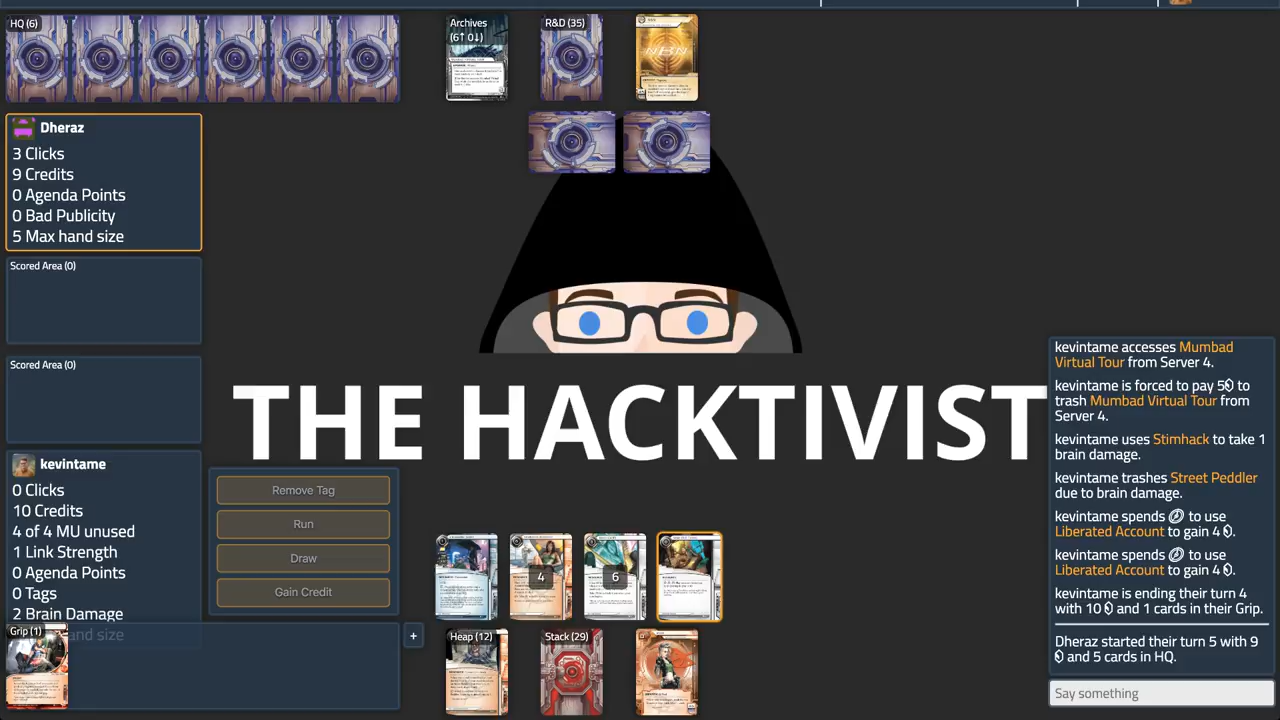 HQ (6)
Archives
(6↑ 0↓)
R&D (35)
Dheraz
3 Clicks
9 Credits
0 Agenda Points
0 Bad Publicity
5 Max hand size
Scored Area (0)
Scored Area (0)
THE HACKTIVIST
kevintame
0 Clicks
10 Credits
4 of 4 MU unused
Link Strength
0 Agenda Points
0 Tags
2 Brain Damage
hand size
Remove Tag
Run
Draw
Gain Credit
4
6
Heap (12)
Stack (29)
kevintame accesses Mumbad
Virtual Tour from Server 4.
kevintame is forced to pay 5 to
trash Mumbad Virtual Tour from
Server 4.
kevintame uses Stimhack to take 1
brain damage.
kevintame trashes Street Peddler
due to brain damage.
kevintame spends to use
Liberated Account to gain 4 .
kevintame spends to use
Liberated Account to gain 4 .
kevintame is ending their turn 4
with 10 and 1 cards in their Grip.
Dheraz started their turn 5 with 9
and 5 cards in HQ.
Say something